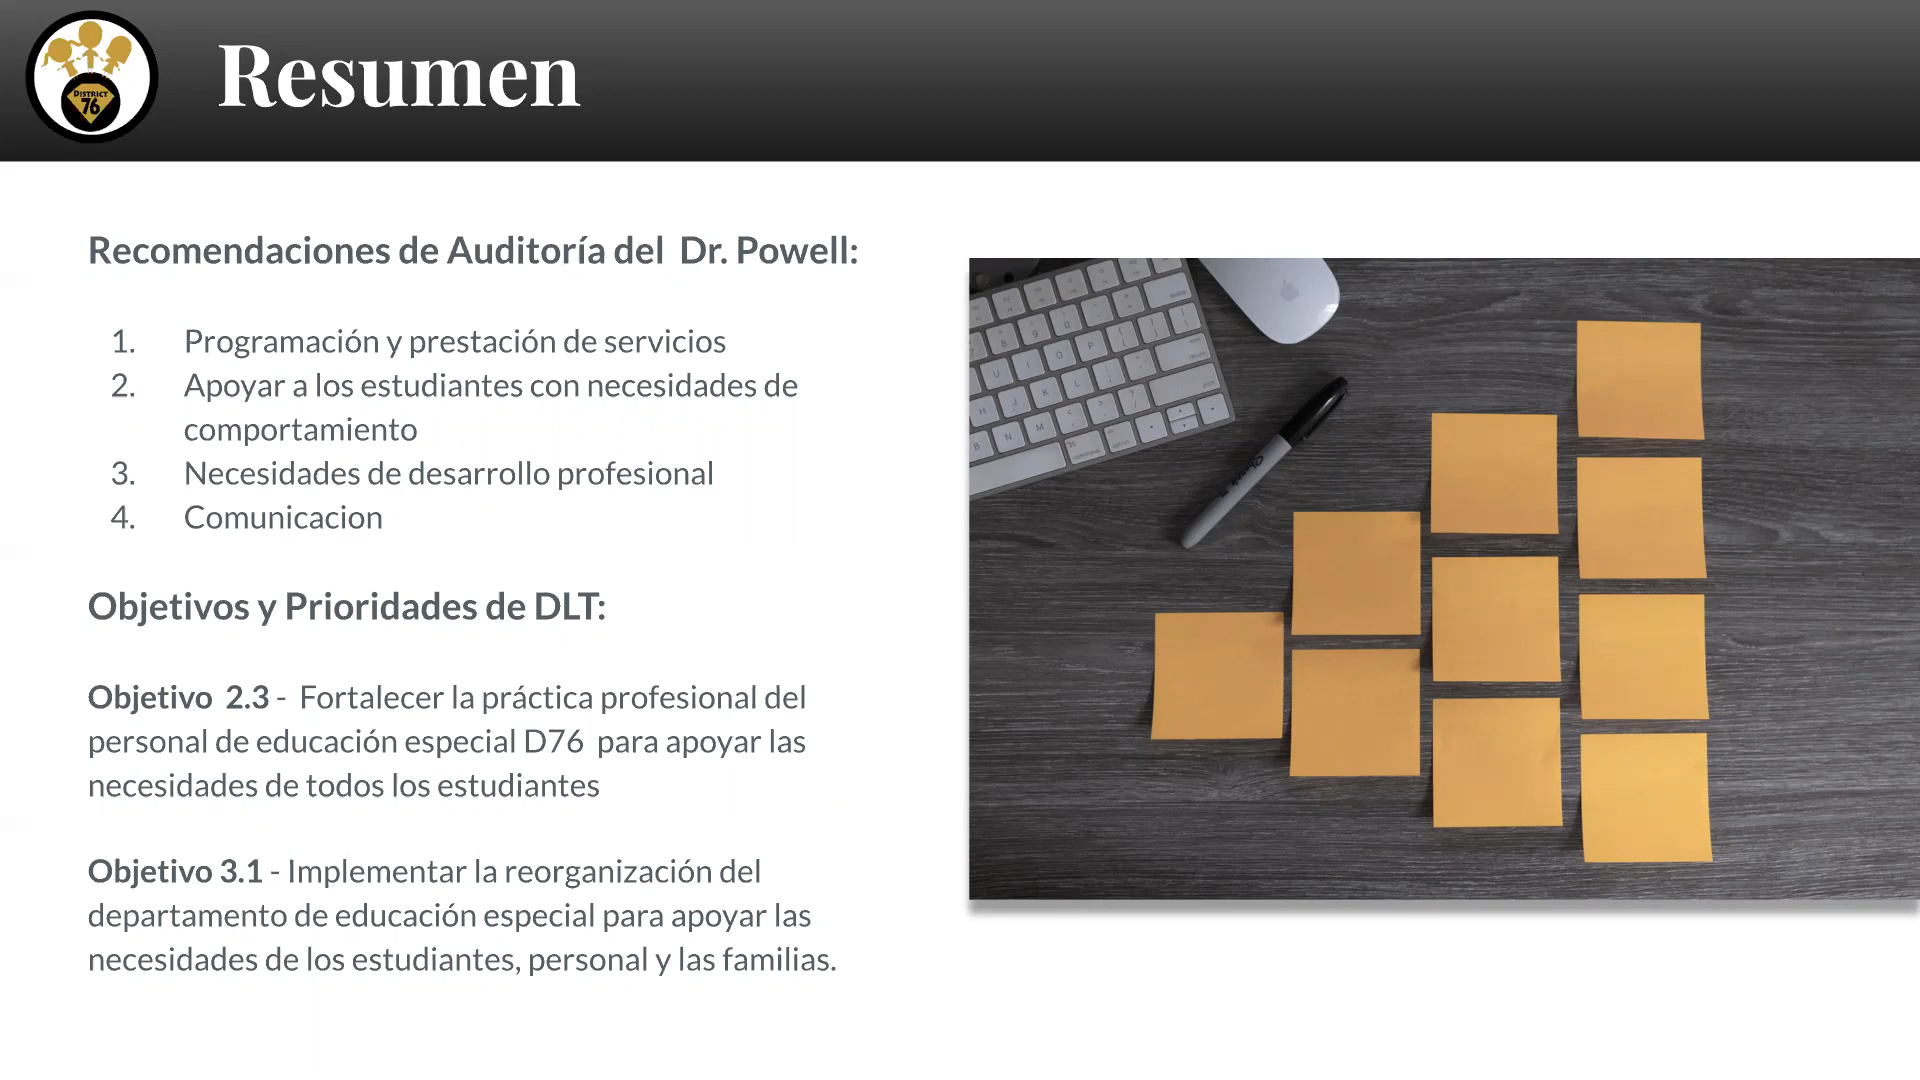 DISTRICT
76
Resumen
Recomendaciones de Auditoría del  Dr. Powell:
1. Programación y prestación de servicios
2. Apoyar a los estudiantes con necesidades de
comportamiento
3. Necesidades de desarrollo profesional
4. Comunicacion
Objetivos y Prioridades de DLT:
Objetivo  2.3 -  Fortalecer la práctica profesional del
personal de educación especial D76  para apoyar las
necesidades de todos los estudiantes
Objetivo 3.1 - Implementar la reorganización del
departamento de educación especial para apoyar las
necesidades de los estudiantes, personal y las familias.